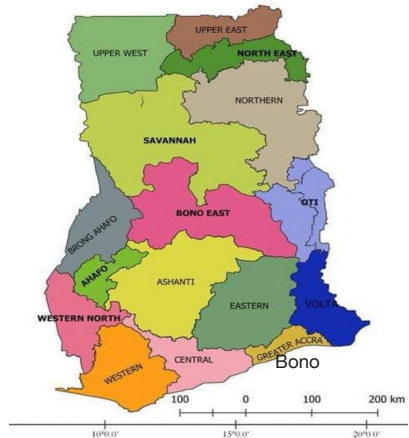 UPPER EAST
UPPER WEST
NORTH EAST
NORTHERN
SAVANNAH
OTI
BONO EAST
BRONG AHAFO
AHAFO
ASHANTI
EASTERN
VOLTA
WESTERN NORTH
GREATER ACCRA
CENTRAL
Bono
WESTERN
100 0 100 200 km
10°0.0' 15°0.0' 20°0.0'